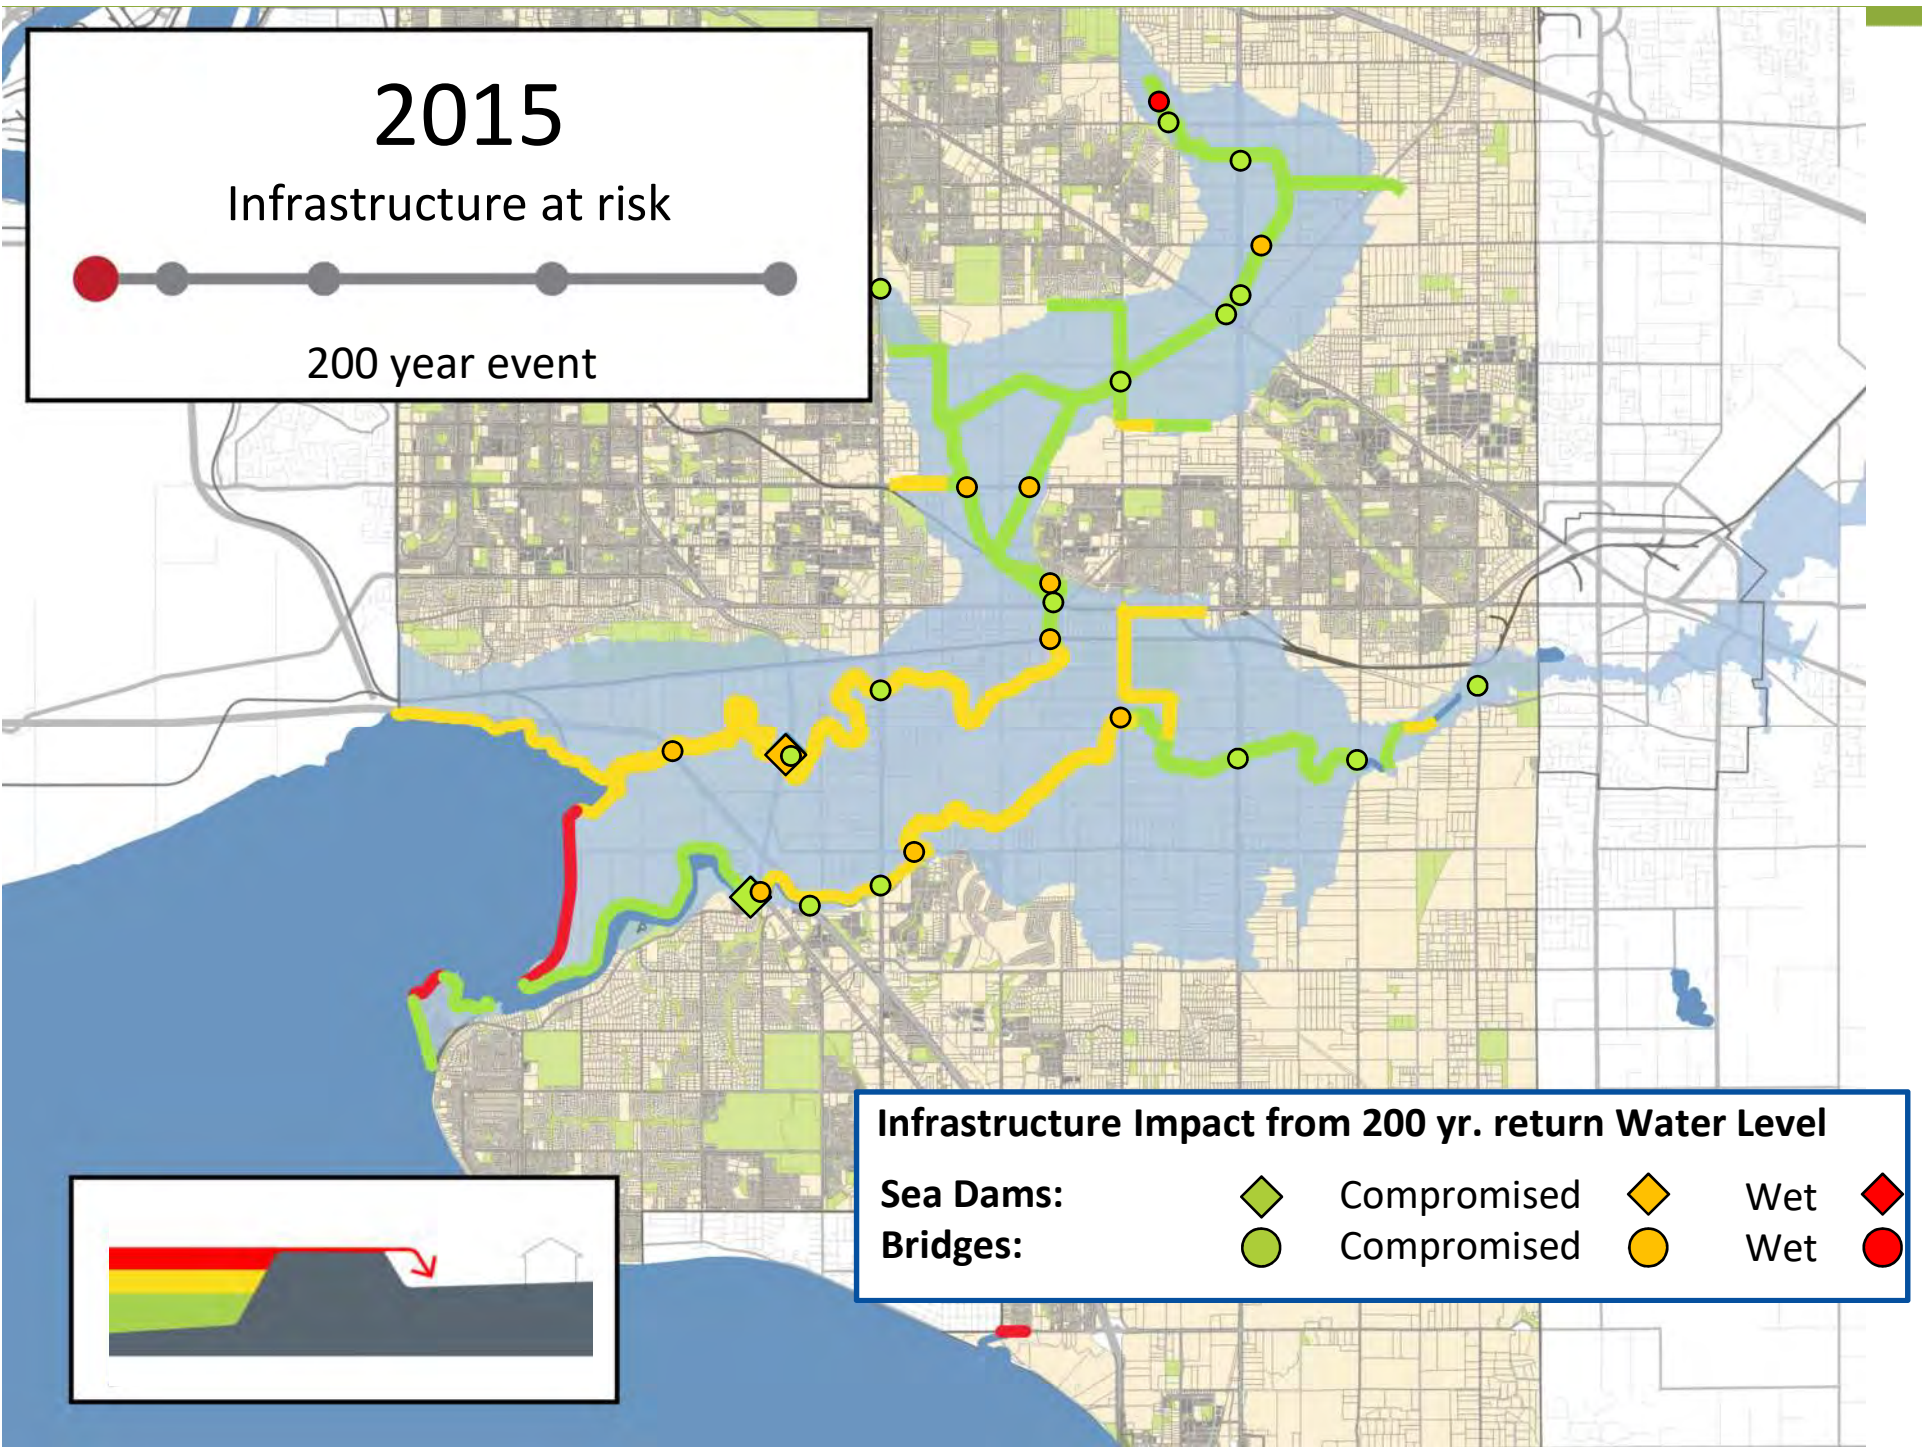 2015
Infrastructure at risk
200 year event
Infrastructure Impact from 200 yr. return Water Level
Sea Dams: Compromised Wet
Bridges: Compromised Wet